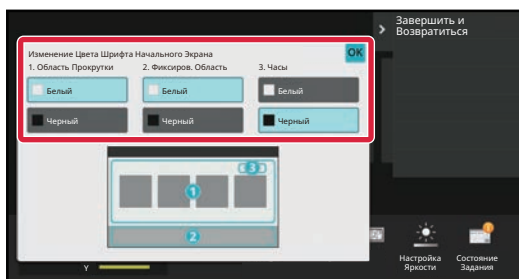 Завершить и
Возвратиться
OK
Изменение Цвета Шрифта Начального Экрана
1. Область Прокрутки 2. Фиксиров. Область 3. Часы
Белый Белый Белый
Черный Черный Черный
3
1
2
Настройка
Яркости
Состояние
Задания
Y